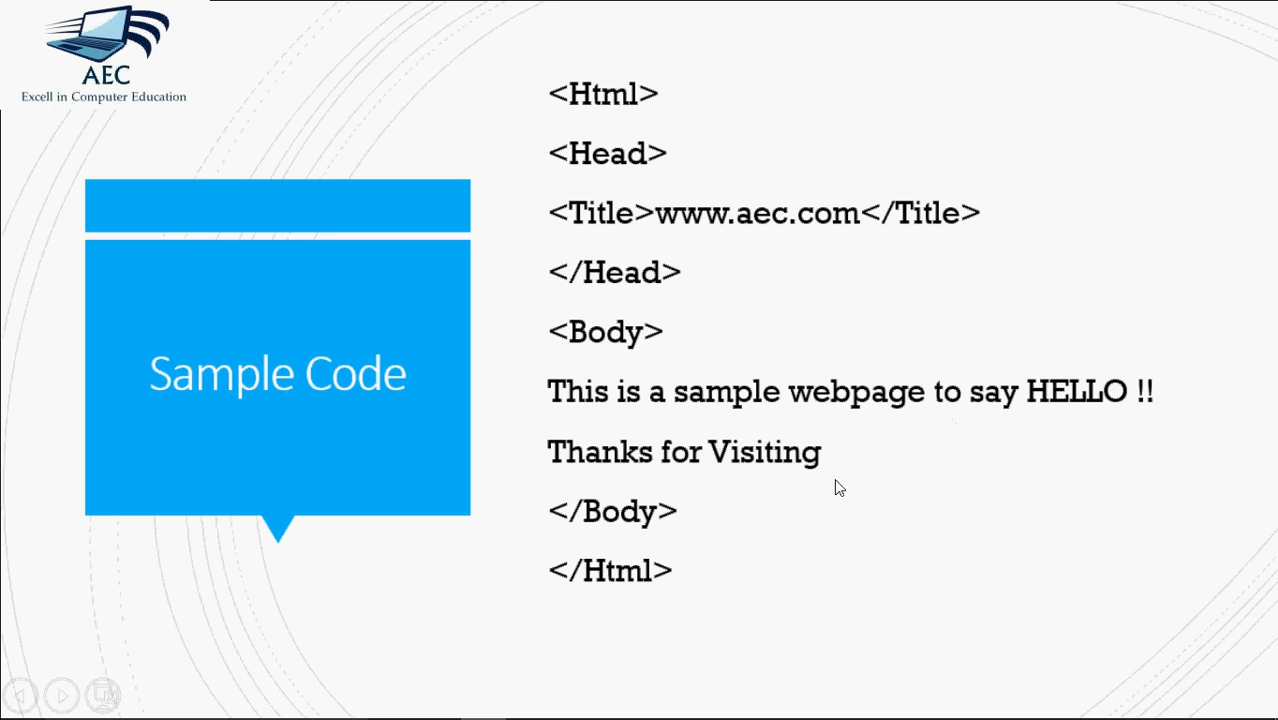 AEC
Excell in Computer Education
Sample Code
<Html>
<Head>
<Title>www.aec.com</Title>
</Head>
<Body>
This is a sample webpage to say HELLO !!
Thanks for Visiting
</Body>
</Html>